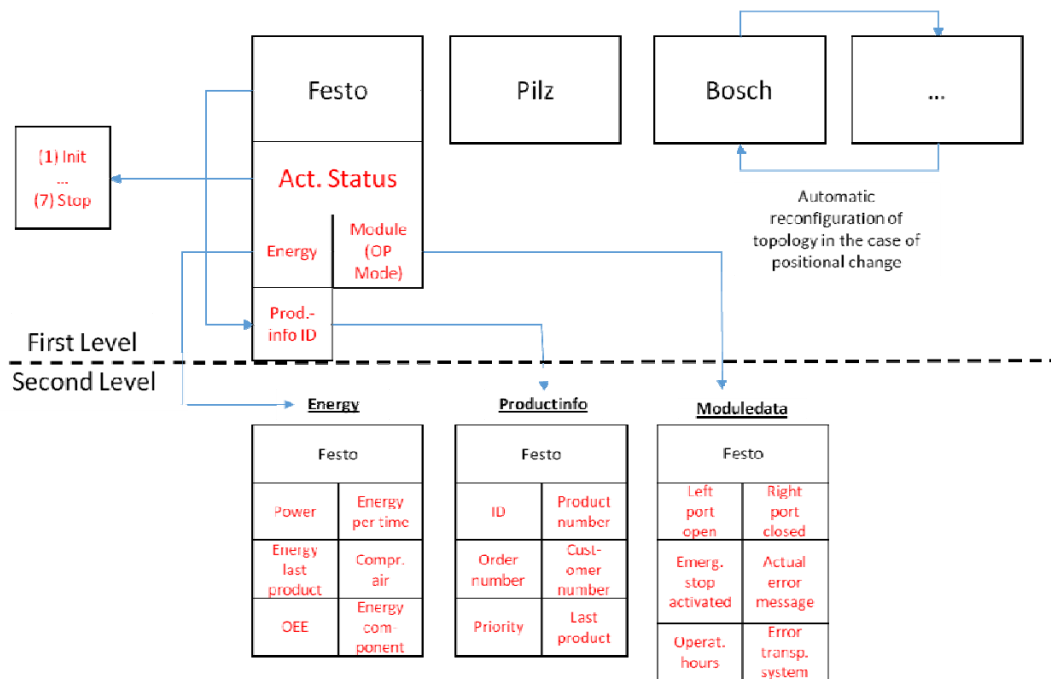 Festo
Pilz
Bosch
...
(1) Init
...
(7) Stop
Act. Status
Automatic
reconfiguration of
topology in the case of
positional change
Energy
Module
(OP
Mode)
Prod.-
info ID
First Level
Second Level
Energy
Productinfo
Moduledata
Festo
Festo
Festo
Power
Energy
per time
ID
Product
number
Left
port
open
Right
port
closed
Energy
last
product
Compr.
air
Order
number
Cust-
omer
number
Emerg.
stop
activated
Actual
error
message
OEE
Energy
com-
ponent
Priority
Last
product
Operat.
hours
Error
transp.
system